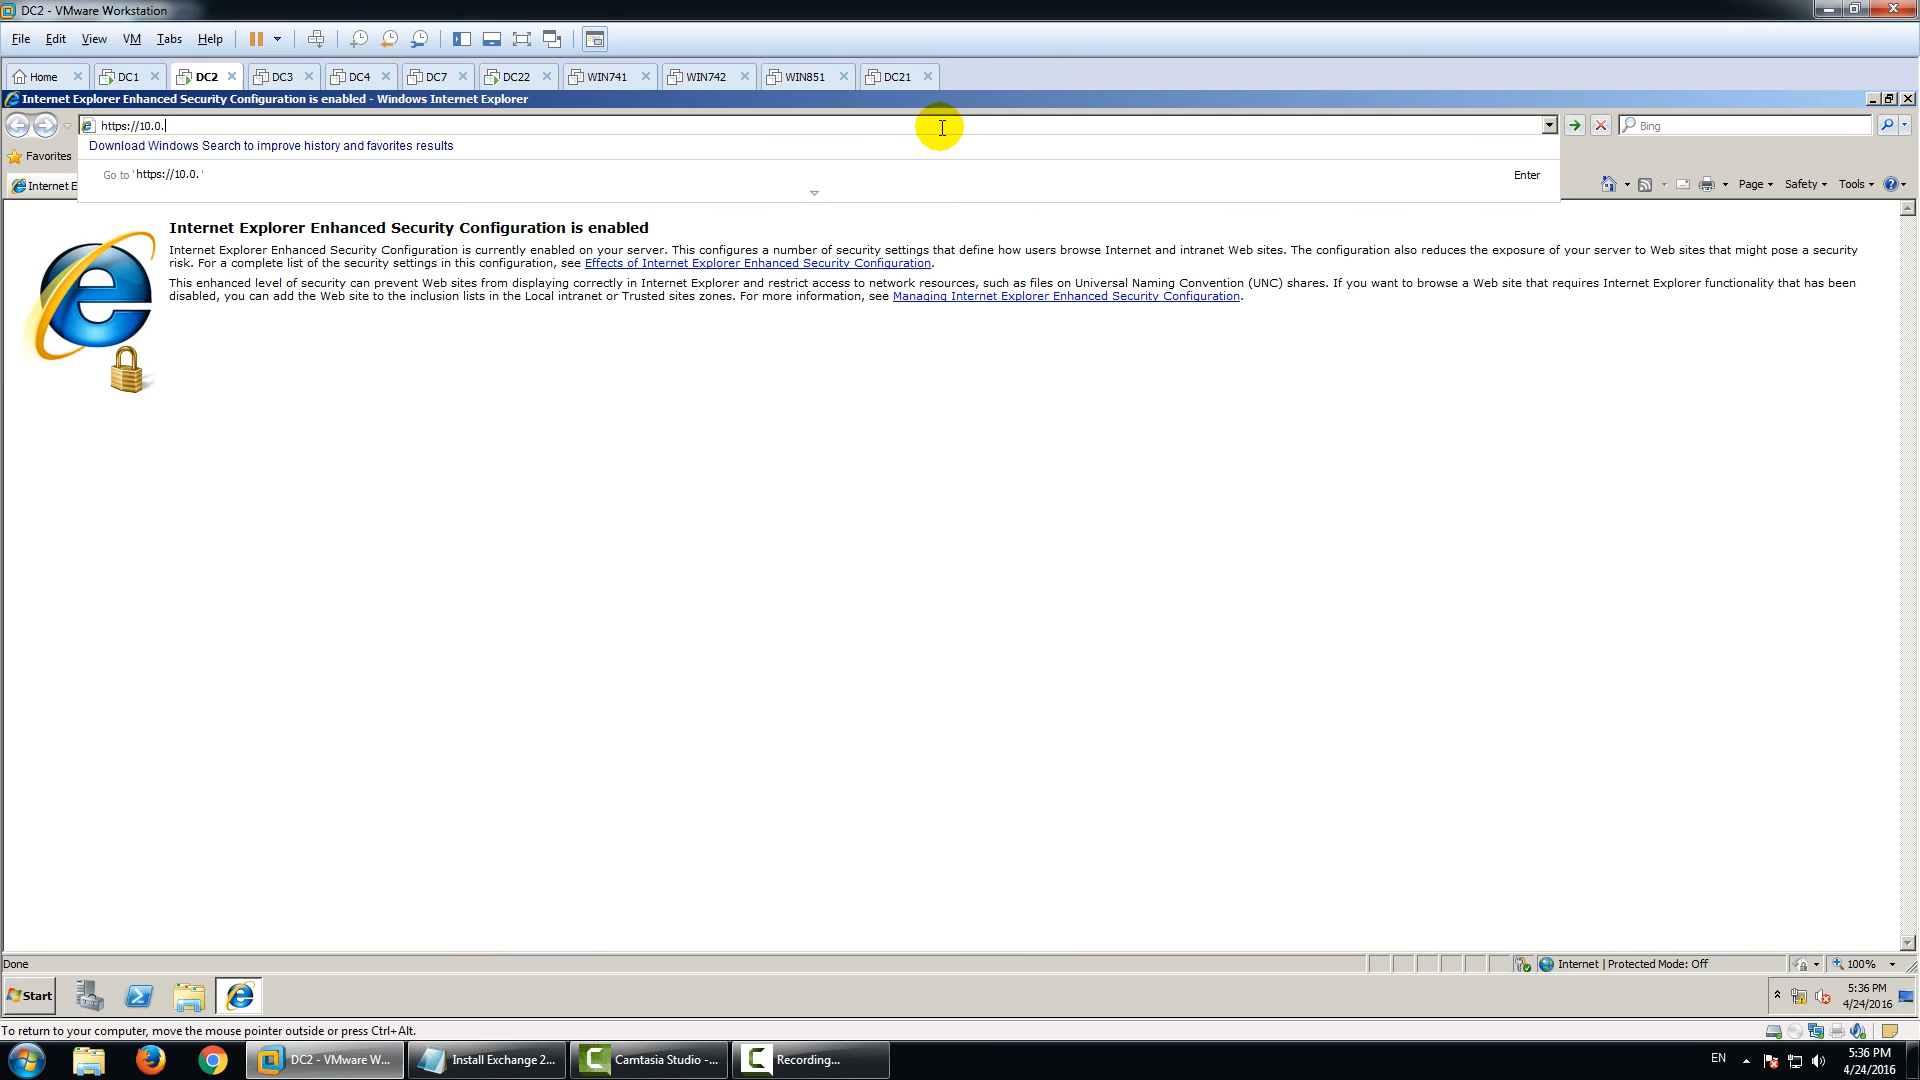 DC2 - VMware Workstation
File Edit View VM Tabs Help
Home DC1 DC2 DC3 DC4 DC7 DC22 WIN741 WIN742 WIN851 DC21
Internet Explorer Enhanced Security Configuration is enabled - Windows Internet Explorer
https://10.0. Bing
Download Windows Search to improve history and favorites results
Favorites
Go to 'https://10.0. ' Enter
Internet E Page Safety Tools
Internet Explorer Enhanced Security Configuration is enabled
Internet Explorer Enhanced Security Configuration is currently enabled on your server. This configures a number of security settings that define how users browse Internet and intranet Web sites. The configuration also reduces the exposure of your server to Web sites that might pose a security
risk. For a complete list of the security settings in this configuration, see Effects of Internet Explorer Enhanced Security Configuration.
This enhanced level of security can prevent Web sites from displaying correctly in Internet Explorer and restrict access to network resources, such as files on Universal Naming Convention (UNC) shares. If you want to browse a Web site that requires Internet Explorer functionality that has been
disabled, you can add the Web site to the inclusion lists in the Local intranet or Trusted sites zones. For more information, see Managing Internet Explorer Enhanced Security Configuration.
Done Internet | Protected Mode: Off 100%
Start 5:36 PM
4/24/2016
To return to your computer, move the mouse pointer outside or press Ctrl+Alt.
DC2 - VMware W... Install Exchange 2... Camtasia Studio -... Recording... EN 5:36 PM
4/24/2016